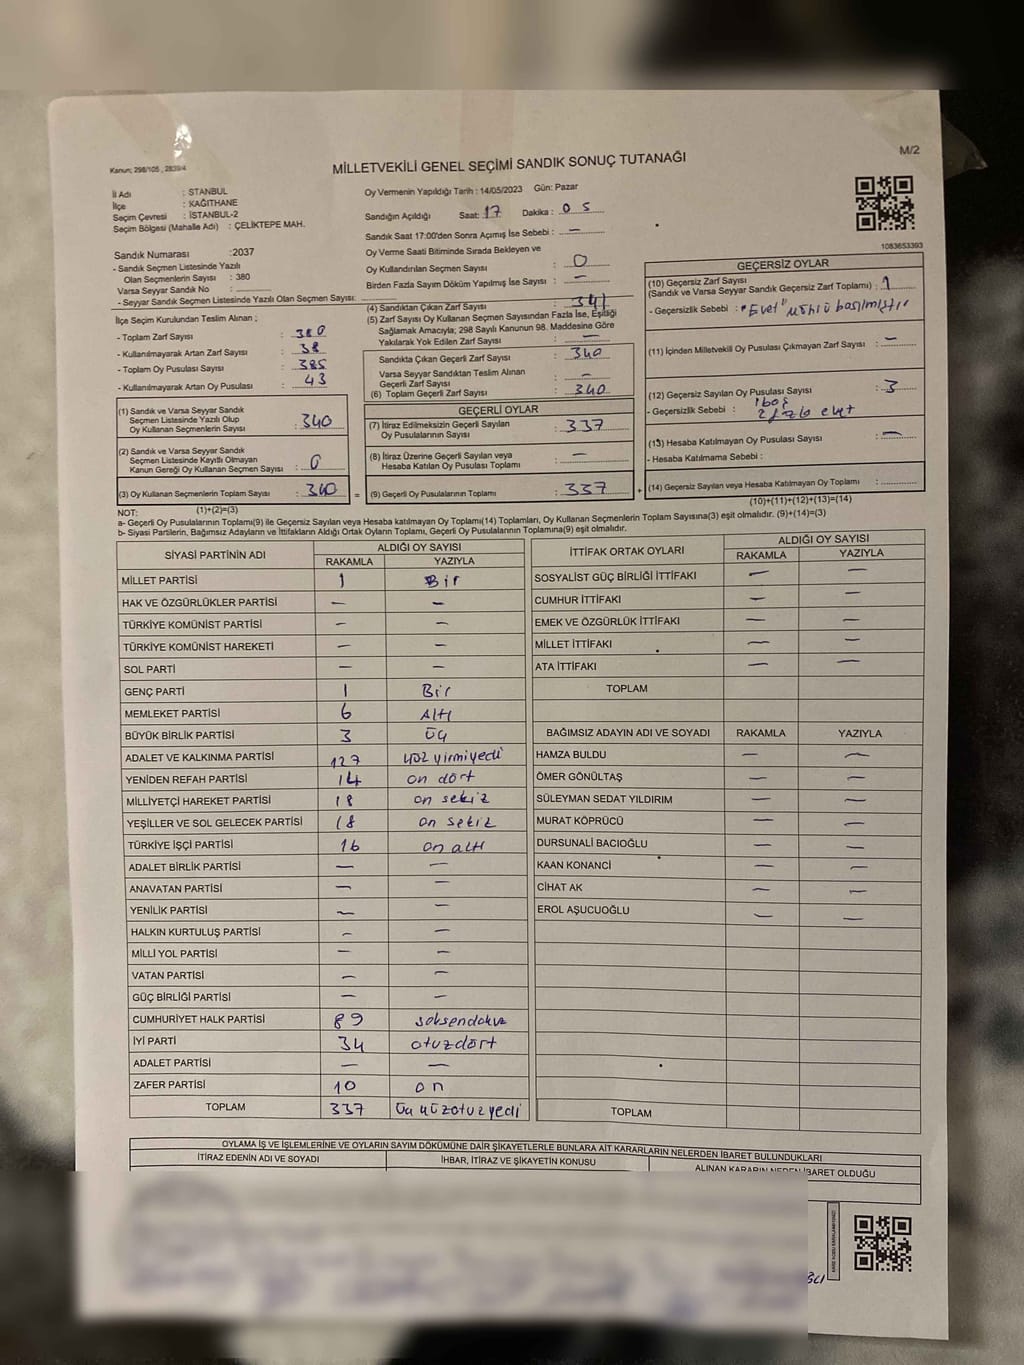 Kanun; 298/105 , 2839/4
MİLLETVEKİLİ GENEL SEÇİMİ SANDIK SONUÇ TUTANAĞI
M/2
İl Adı : STANBUL
İlçe : KAĞITHANE
Seçim Çevresi : İSTANBUL-2
Seçim Bölgesi (Mahalle Adı) : ÇELİKTEPE MAH.
Sandık Numarası :2037
- Sandık Seçmen Listesinde Yazılı
Olan Seçmenlerin Sayısı : 380
Varsa Seyyar Sandık No :
- Seyyar Sandık Seçmen Listesinde Yazılı Olan Seçmen Sayısı:
İlçe Seçim Kurulundan Teslim Alınan ;
- Toplam Zarf Sayısı : 380
- Kullanılmayarak Artan Zarf Sayısı : 38
- Toplam Oy Pusulası Sayısı : 385
- Kullanılmayarak Artan Oy Pusulası : 43
(1) Sandık ve Varsa Seyyar Sandık
Seçmen Listesinde Yazılı Olup
Oy Kullanan Seçmenlerin Sayısı : 340
(2) Sandık ve Varsa Seyyar Sandık
Seçmen Listesinde Kayıtlı Olmayan
Kanun Gereği Oy Kullanan Seçmen Sayısı : 0
(3) Oy Kullanan Seçmenlerin Toplam Sayısı : 340
(1)+(2)=(3)
Oy Vermenin Yapıldığı Tarih : 14/05/2023 Gün: Pazar
Sandığın Açıldığı Saat: 17 Dakika : 05
Sandık Saat 17:00'den Sonra Açımış İse Sebebi : —
Oy Verme Saati Bitiminde Sırada Bekleyen ve
Oy Kullandırılan Seçmen Sayısı : 0
Birden Fazla Sayım Döküm Yapılmış İse Sayısı : —
(4) Sandıktan Çıkan Zarf Sayısı : 341
(5) Zarf Sayısı Oy Kullanan Seçmen Sayısından Fazla İse, Eşitliği
Sağlamak Amacıyla; 298 Sayılı Kanunun 98. Maddesine Göre
Yakılarak Yok Edilen Zarf Sayısı : —
Sandıkta Çıkan Geçerli Zarf Sayısı : 340
Varsa Seyyar Sandıktan Teslim Alınan
Geçerli Zarf Sayısı : —
(6) Toplam Geçerli Zarf Sayısı : 340
GEÇERLİ OYLAR
(7) İtiraz Edilmeksizin Geçerli Sayılan
Oy Pusulalarının Sayısı : 337
(8) İtiraz Üzerine Geçerli Sayılan veya
Hesaba Katılan Oy Pusulası Toplamı : —
= (9) Geçerli Oy Pusulalarının Toplamı : 337
1083653393
GEÇERSİZ OYLAR
(10) Geçersiz Zarf Sayısı
(Sandık ve Varsa Seyyar Sandık Geçersiz Zarf Toplamı) : 1
- Geçersizlik Sebebi : "Evet" mührü basılmıştır
(11) İçinden Milletvekili Oy Pusulası Çıkmayan Zarf Sayısı : —
(12) Geçersiz Sayılan Oy Pusulası Sayısı : 3
- Geçersizlik Sebebi : 1 boş
2 fazla evet
(13) Hesaba Katılmayan Oy Pusulası Sayısı : —
- Hesaba Katılmama Sebebi :
+ (14) Geçersiz Sayılan veya Hesaba Katılmayan Oy Toplamı :
(10)+(11)+(12)+(13)=(14)
NOT:
a- Geçerli Oy Pusulalarının Toplamı(9) ile Geçersiz Sayılan veya Hesaba katılmayan Oy Toplamı(14) Toplamları, Oy Kullanan Seçmenlerin Toplam Sayısına(3) eşit olmalıdır. (9)+(14)=(3)
b- Siyasi Partilerin, Bağımsız Adayların ve İttifakların Aldığı Ortak Oyların Toplamı, Geçerli Oy Pusulalarının Toplamına(9) eşit olmalıdır.
SİYASİ PARTİNİN ADI ALDIĞI OY SAYISI
RAKAMLA YAZIYLA
MİLLET PARTİSİ 1 Bir
HAK VE ÖZGÜRLÜKLER PARTİSİ — —
TÜRKİYE KOMÜNİST PARTİSİ — —
TÜRKİYE KOMÜNİST HAREKETİ — —
SOL PARTİ — —
GENÇ PARTİ 1 Bir
MEMLEKET PARTİSİ 6 Altı
BÜYÜK BİRLİK PARTİSİ 3 Üç
ADALET VE KALKINMA PARTİSİ 127 yüz yirmiyedi
YENİDEN REFAH PARTİSİ 14 on dört
MİLLİYETÇİ HAREKET PARTİSİ 18 on sekiz
YEŞİLLER VE SOL GELECEK PARTİSİ 18 on sekiz
TÜRKİYE İŞÇİ PARTİSİ 16 on altı
ADALET BİRLİK PARTİSİ — —
ANAVATAN PARTİSİ — —
YENİLİK PARTİSİ — —
HALKIN KURTULUŞ PARTİSİ — —
MİLLİ YOL PARTİSİ — —
VATAN PARTİSİ — —
GÜÇ BİRLİĞİ PARTİSİ — —
CUMHURİYET HALK PARTİSİ 89 seksendokuz
İYİ PARTİ 34 otuzdört
ADALET PARTİSİ — —
ZAFER PARTİSİ 10 on
TOPLAM 337 Üç yüzotuzyedi
İTTİFAK ORTAK OYLARI ALDIĞI OY SAYISI
RAKAMLA YAZIYLA
SOSYALİST GÜÇ BİRLİĞİ İTTİFAKI — —
CUMHUR İTTİFAKI — —
EMEK VE ÖZGÜRLÜK İTTİFAKI — —
MİLLET İTTİFAKI — —
ATA İTTİFAKI — —
TOPLAM
BAĞIMSIZ ADAYIN ADI VE SOYADI RAKAMLA YAZIYLA
HAMZA BULDU — —
ÖMER GÖNÜLTAŞ — —
SÜLEYMAN SEDAT YILDIRIM — —
MURAT KÖPRÜCÜ — —
DURSUNALİ BACIOĞLU — —
KAAN KONANCİ — —
CİHAT AK — —
EROL AŞUCUOĞLU — —
TOPLAM
OYLAMA İŞ VE İŞLEMLERİNE VE OYLARIN SAYIM DÖKÜMÜNE DAİR ŞİKAYETLERLE BUNLARA AİT KARARLARIN NELERDEN İBARET BULUNDUKLARI
İTİRAZ EDENİN ADI VE SOYADI İHBAR, İTİRAZ VE ŞİKAYETİN KONUSU ALINAN KARARIN NEDEN İBARET OLDUĞU